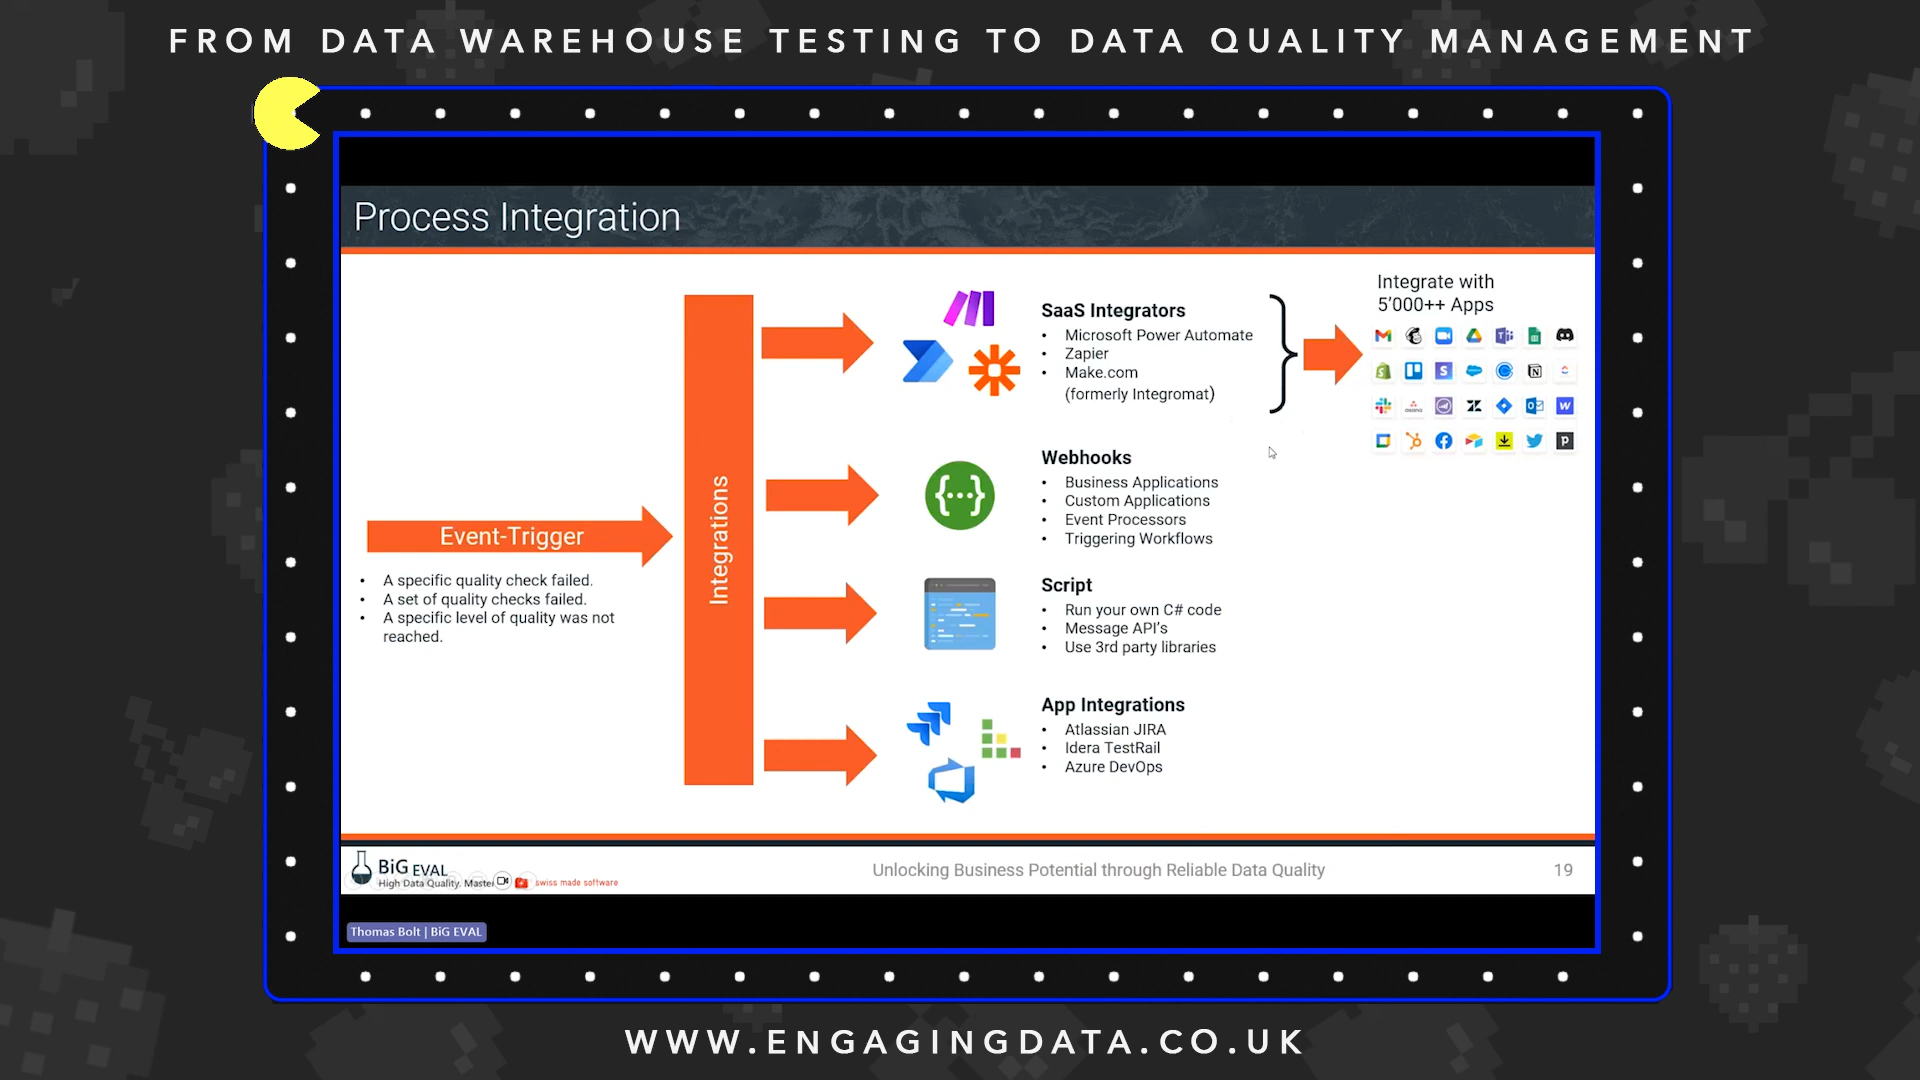 FROM DATA WAREHOUSE TESTING TO DATA QUALITY MANAGEMENT
Process Integration
Event-Trigger
• A specific quality check failed.
• A set of quality checks failed.
• A specific level of quality was not
reached.
Integrations
SaaS Integrators
• Microsoft Power Automate
• Zapier
• Make.com
(formerly Integromat)
Integrate with
5'000++ Apps
Webhooks
• Business Applications
• Custom Applications
• Event Processors
• Triggering Workflows
Script
• Run your own C# code
• Message API's
• Use 3rd party libraries
App Integrations
• Atlassian JIRA
• Idera TestRail
• Azure DevOps
BiG EVAL
High Data Quality. Master
swiss made software
Unlocking Business Potential through Reliable Data Quality
19
Thomas Bolt | BiG EVAL
WWW.ENGAGINGDATA.CO.UK